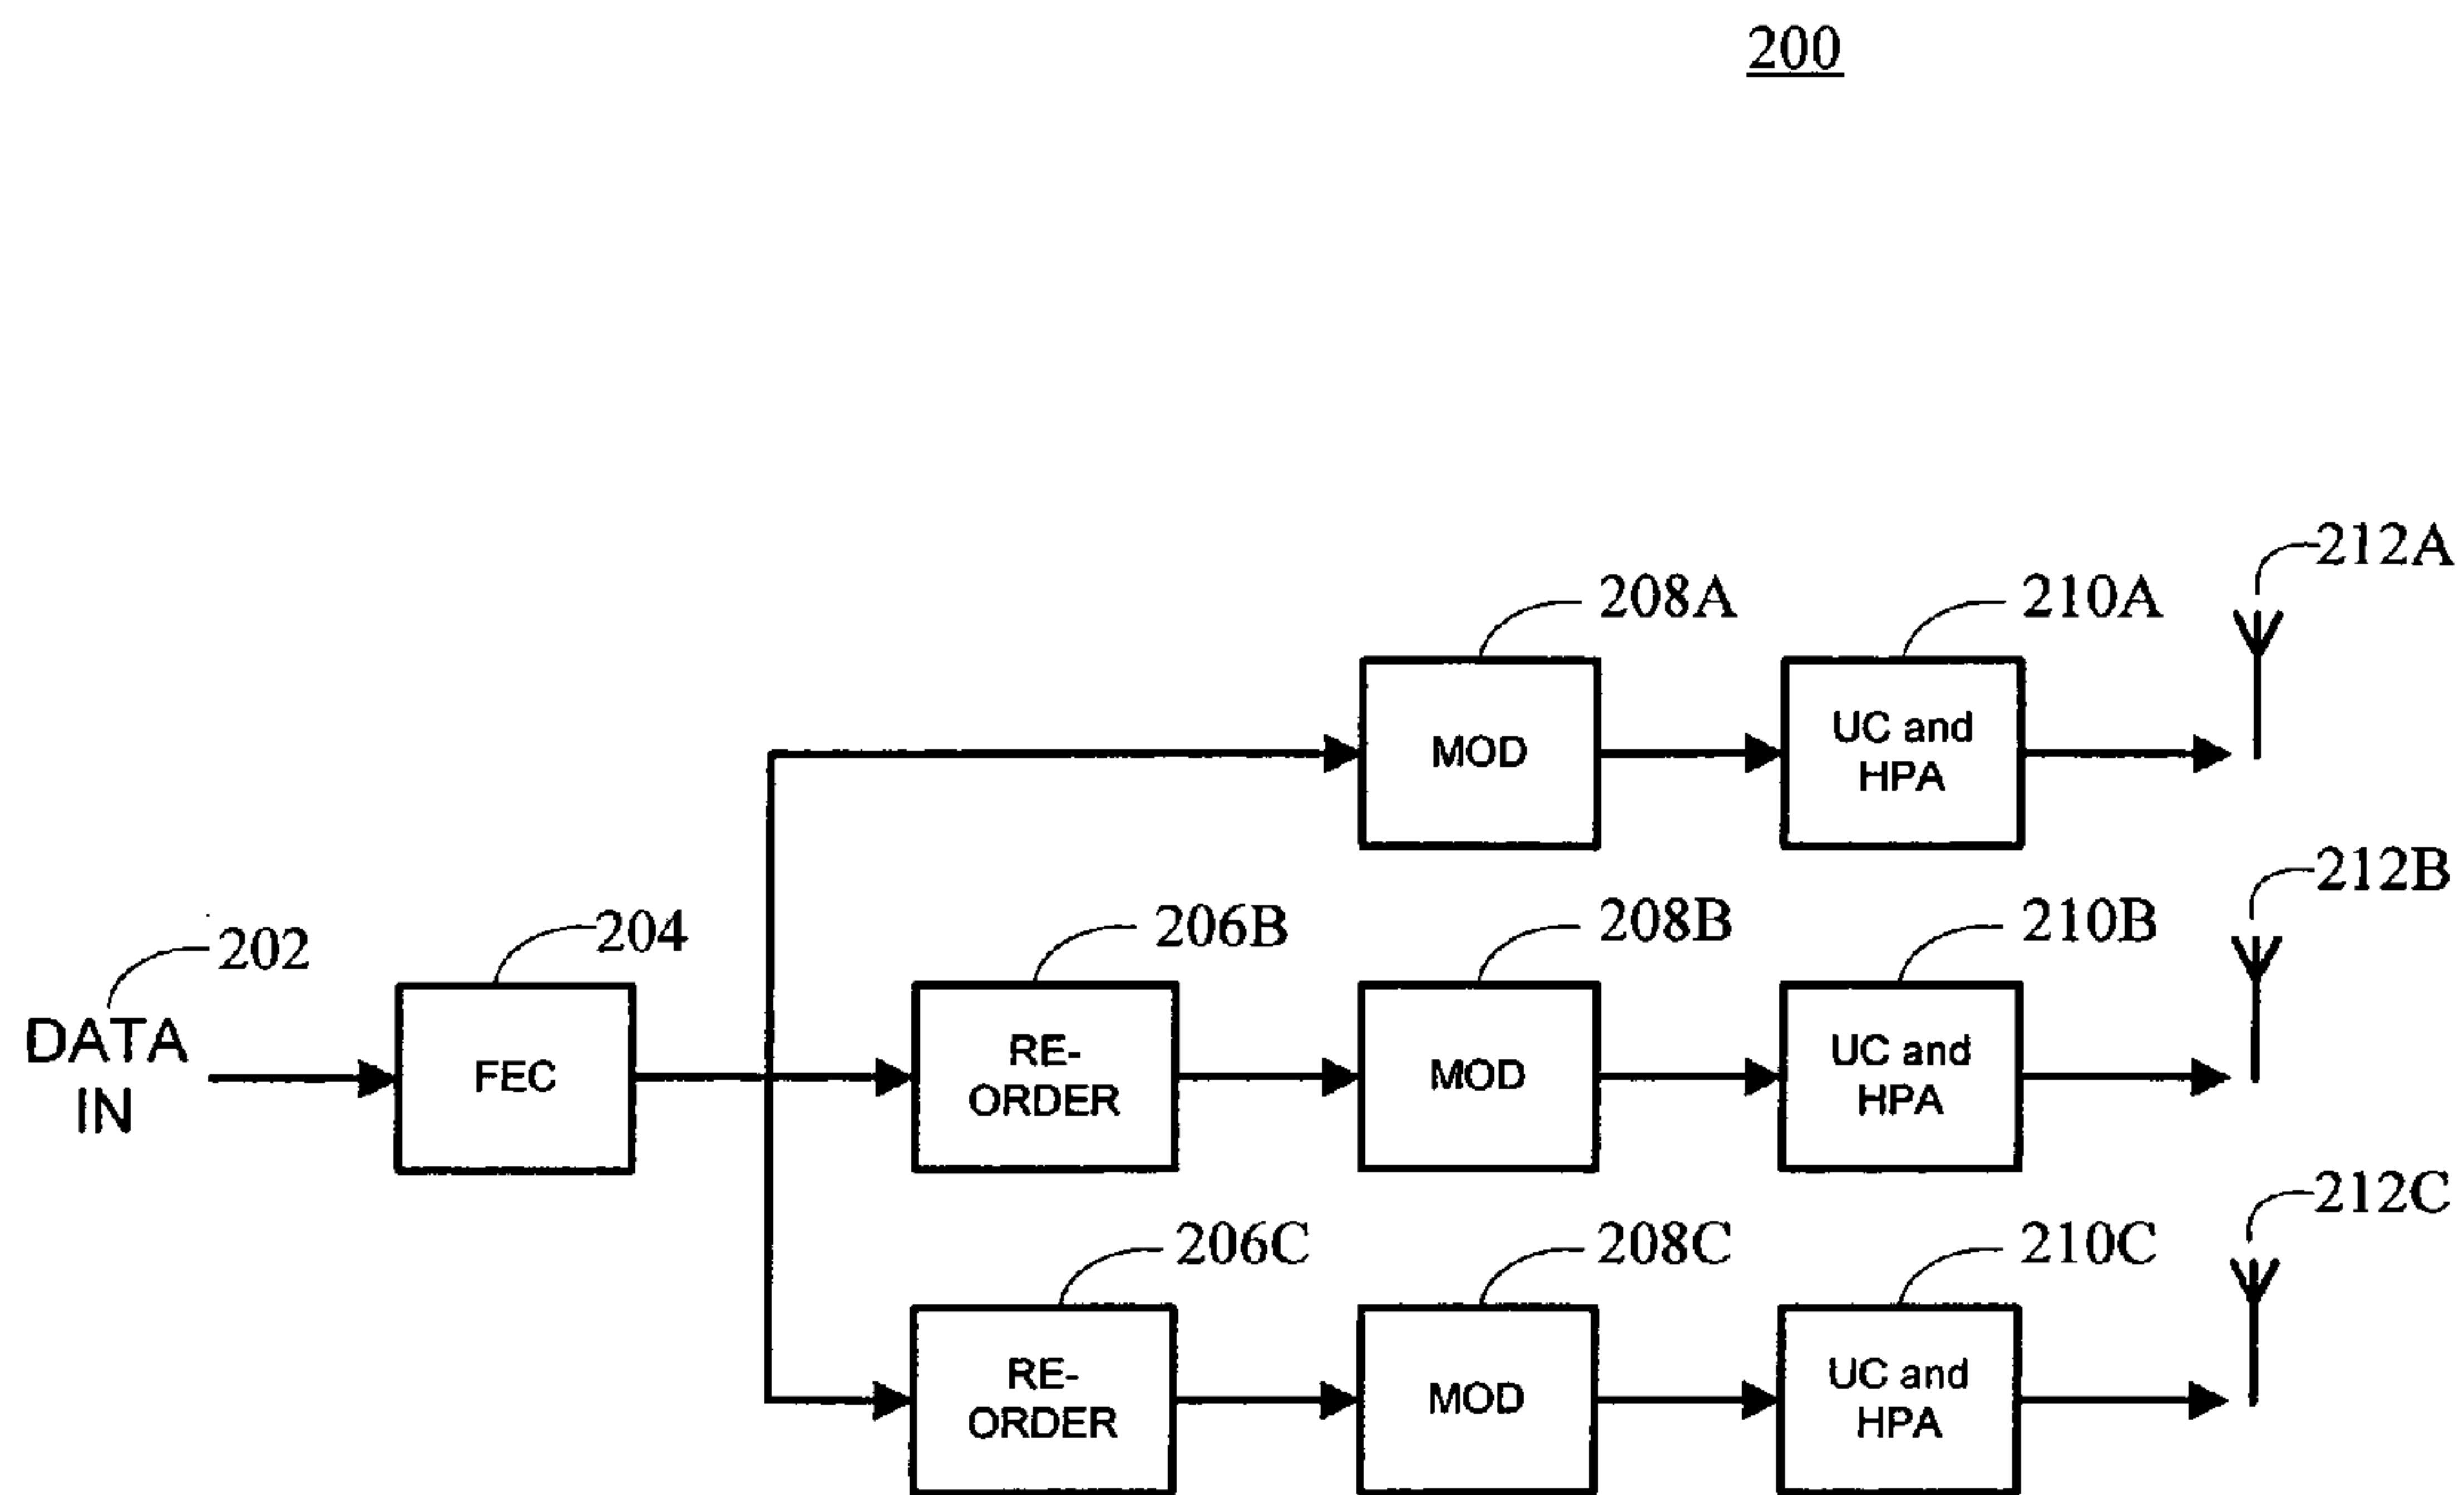 200
212A
208A
210A
MOD
UC and
HPA
212B
202
204
206B
208B
210B
DATA
IN
FEC
RE-
ORDER
MOD
UC and
HPA
212C
206C
208C
210C
RE-
ORDER
MOD
UC and
HPA